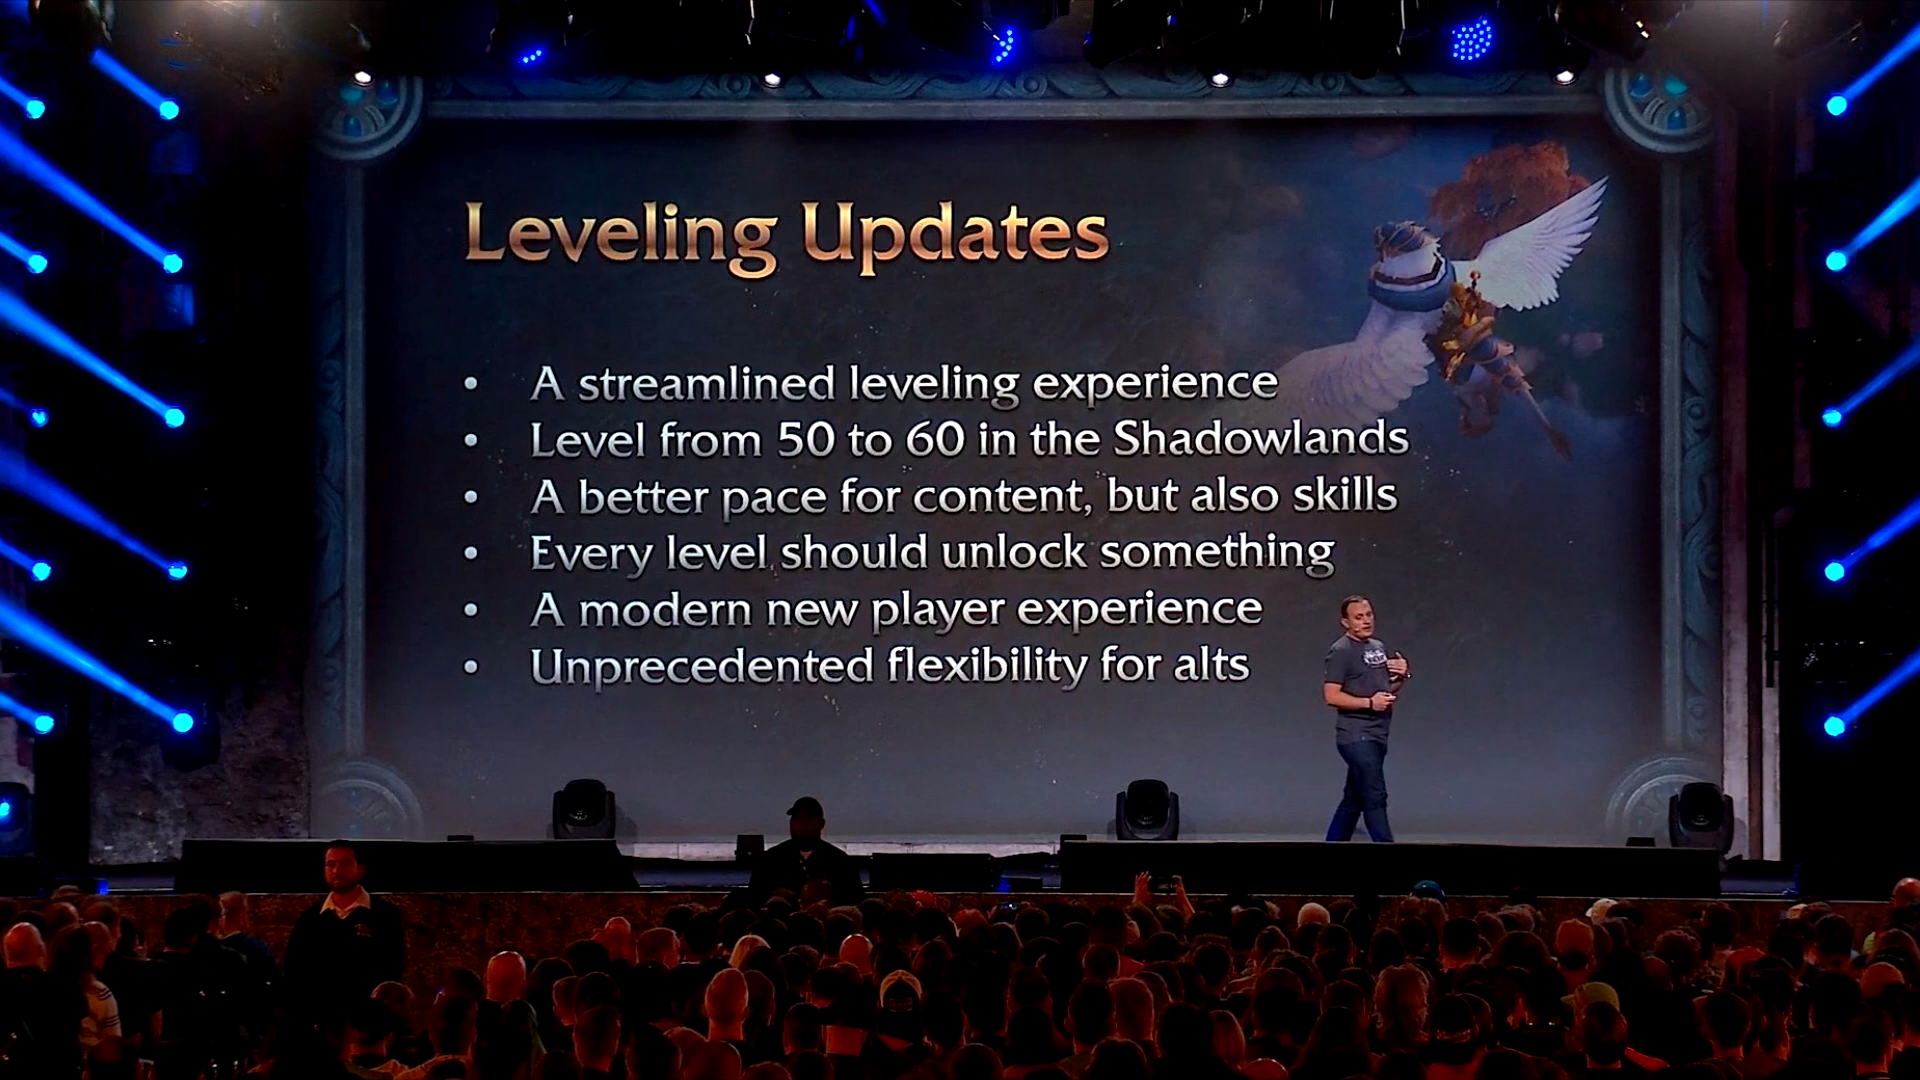 Leveling Updates
• A streamlined leveling experience
• Level from 50 to 60 in the Shadowlands
• A better pace for content, but also skills
• Every level should unlock something
• A modern new player experience
• Unprecedented flexibility for alts